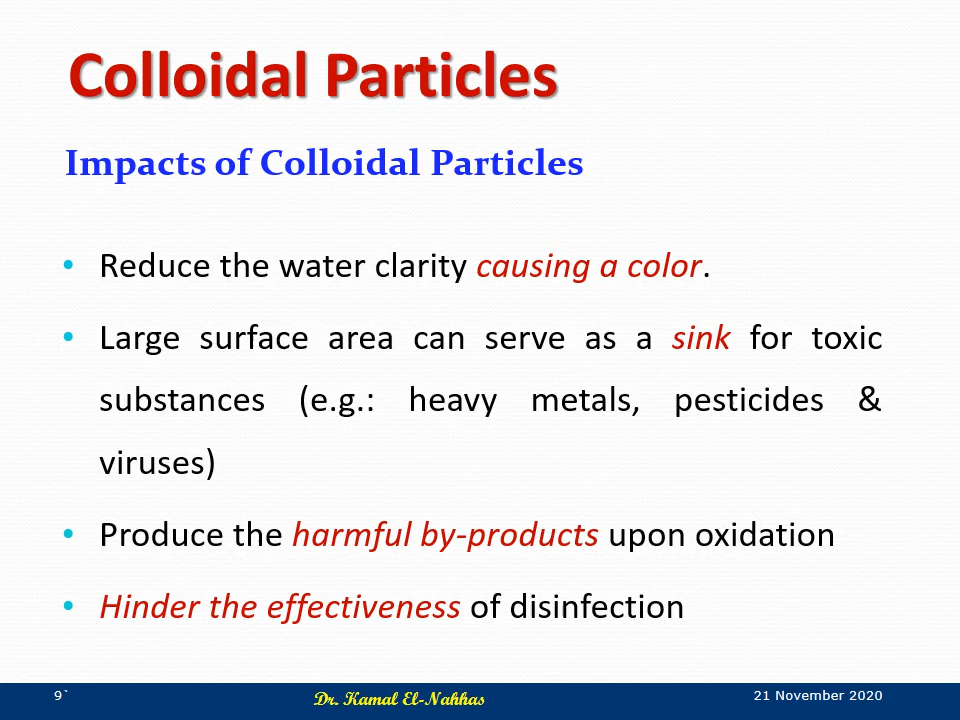 Colloidal Particles
Impacts of Colloidal Particles
• Reduce the water clarity causing a color.
• Large surface area can serve as a sink for toxic
substances (e.g.: heavy metals, pesticides &
viruses)
• Produce the harmful by-products upon oxidation
• Hinder the effectiveness of disinfection
9`
Dr. Kamal El-Nahhas
21 November 2020